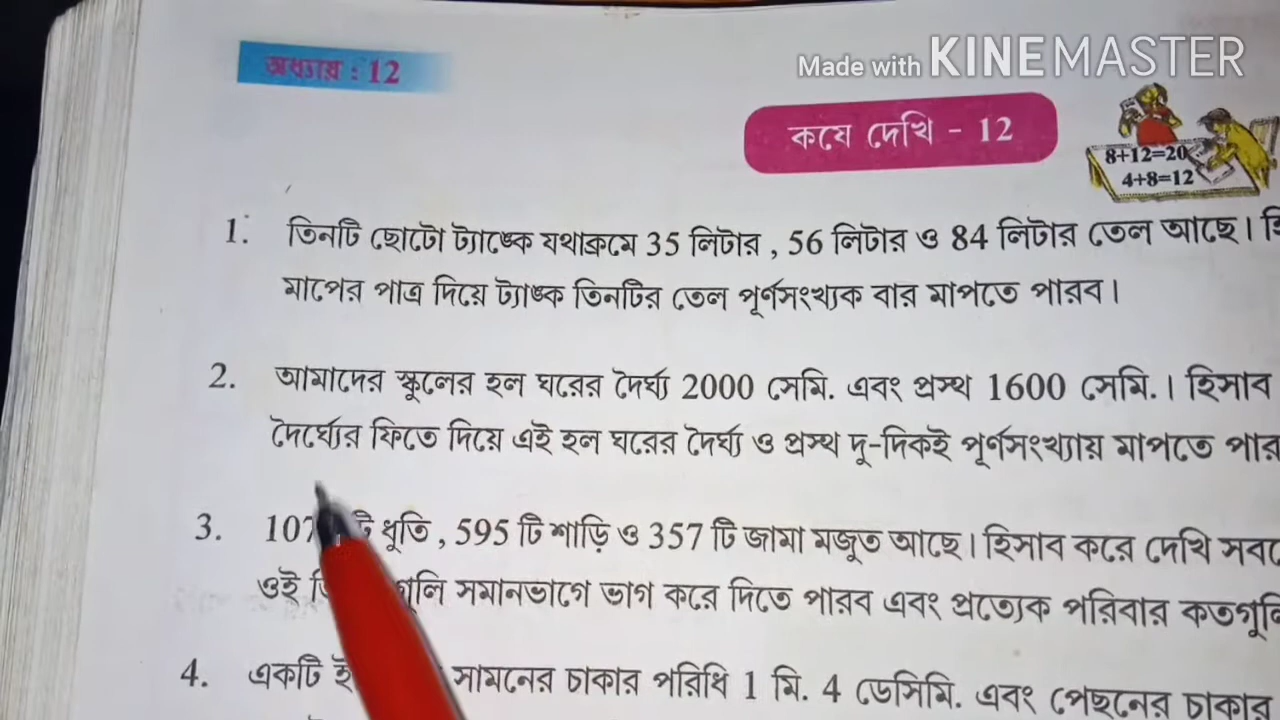 Made with KINEMASTER
অধ্যায় : 12
কষে দেখি - 12
8+12=20
4+8=12
1. তিনটি ছোটো ট্যাঙ্কে যথাক্রমে 35 লিটার , 56 লিটার ও 84 লিটার তেল আছে।
মাপের পাত্র দিয়ে ট্যাঙ্ক তিনটির তেল পূর্ণসংখ্যক বার মাপতে পারব।
2. আমাদের স্কুলের হল ঘরের দৈর্ঘ্য 2000 সেমি. এবং প্রস্থ 1600 সেমি.। হিসাব
দৈর্ঘ্যের ফিতে দিয়ে এই হল ঘরের দৈর্ঘ্য ও প্রস্থ দু-দিকই পূর্ণসংখ্যায় মাপতে
3. ধুতি , 595 টি শাড়ি ও 357 টি জামা মজুত আছে। হিসাব করে দেখি
ওই সমানভাগে ভাগ করে দিতে পারব এবং প্রত্যেক পরিবার
4. একটি সামনের চাকার পরিধি 1 মি. 4 ডেসিমি. এবং পেছনের চাকার